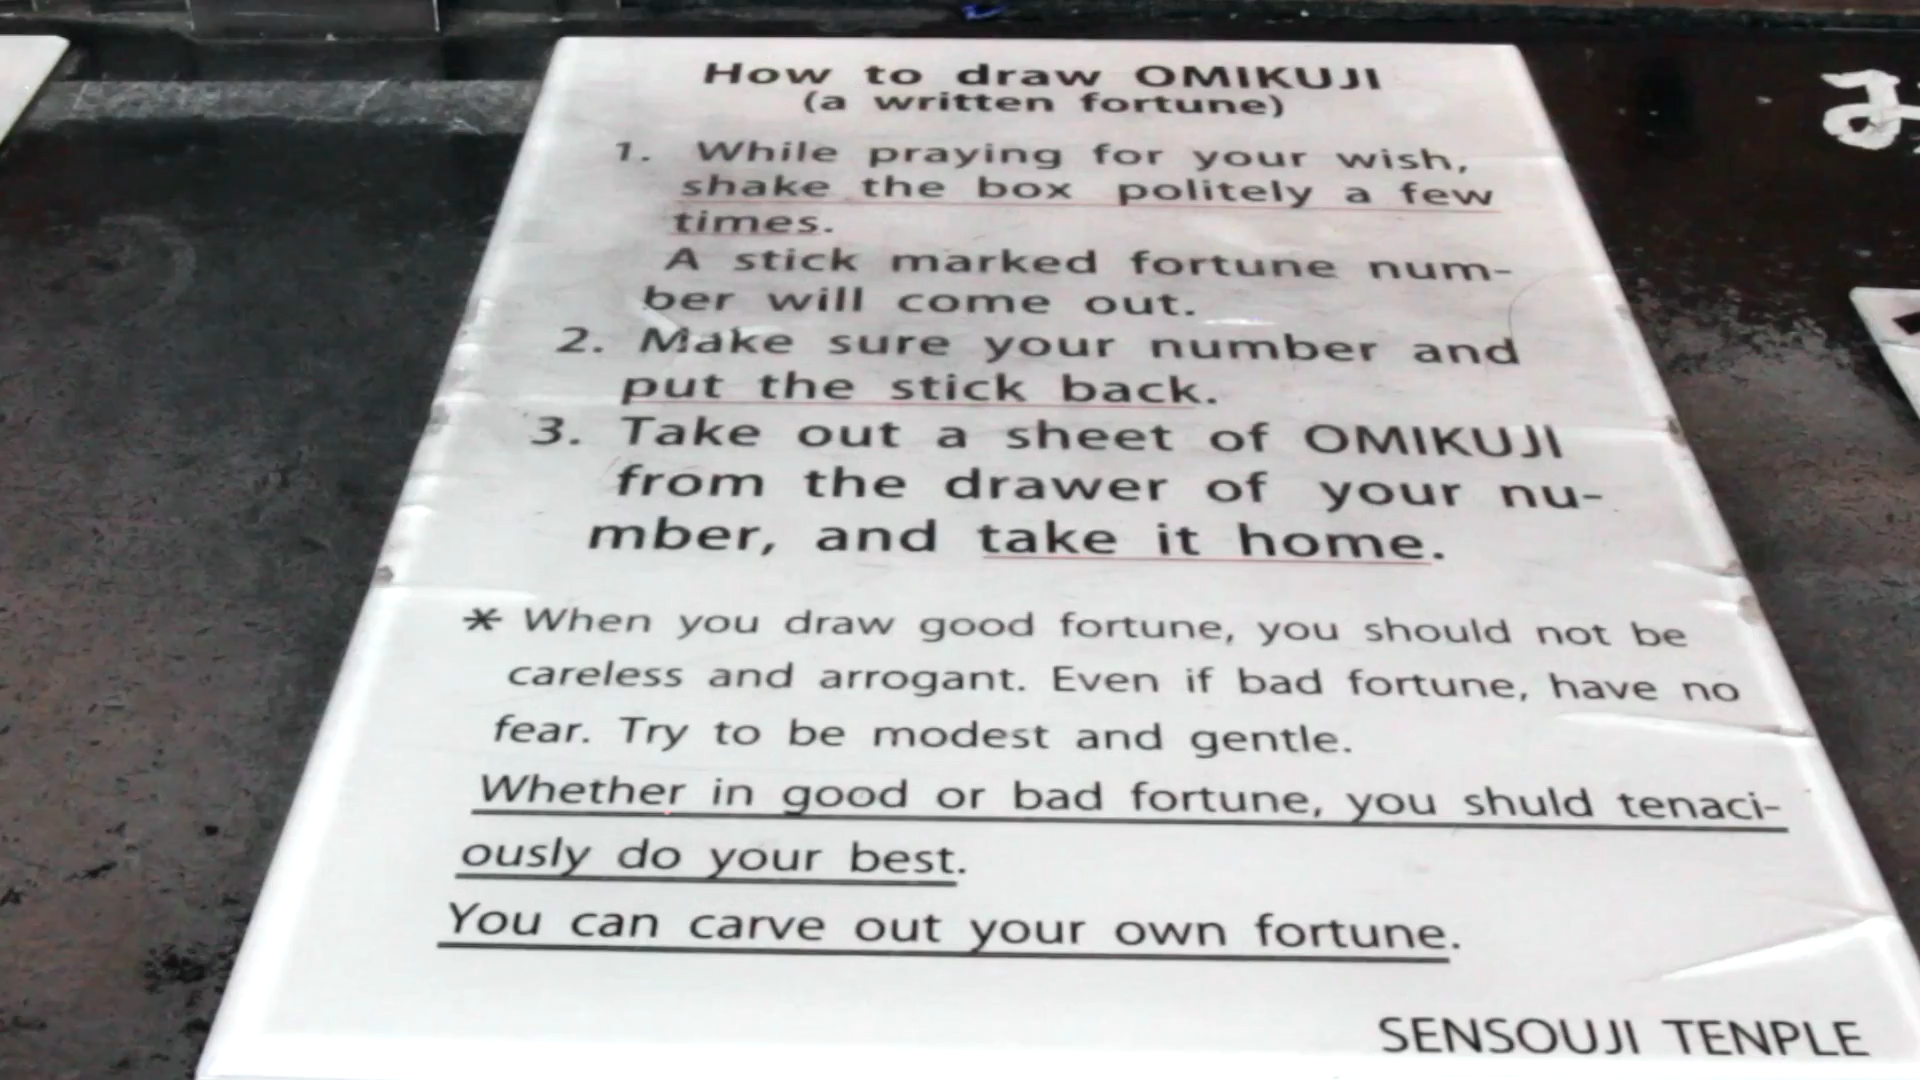 How to draw OMIKUJI
(a written fortune)
1. While praying for your wish,
shake the box politely a few
times.
A stick marked fortune num-
ber will come out.
2. Make sure your number and
put the stick back.
3. Take out a sheet of OMIKUJI
from the drawer of your nu-
mber, and take it home.
* When you draw good fortune, you should not be
careless and arrogant. Even if bad fortune, have no
fear. Try to be modest and gentle.
Whether in good or bad fortune, you shuld tenaci-
ously do your best.
You can carve out your own fortune.
SENSOUJI TENPLE